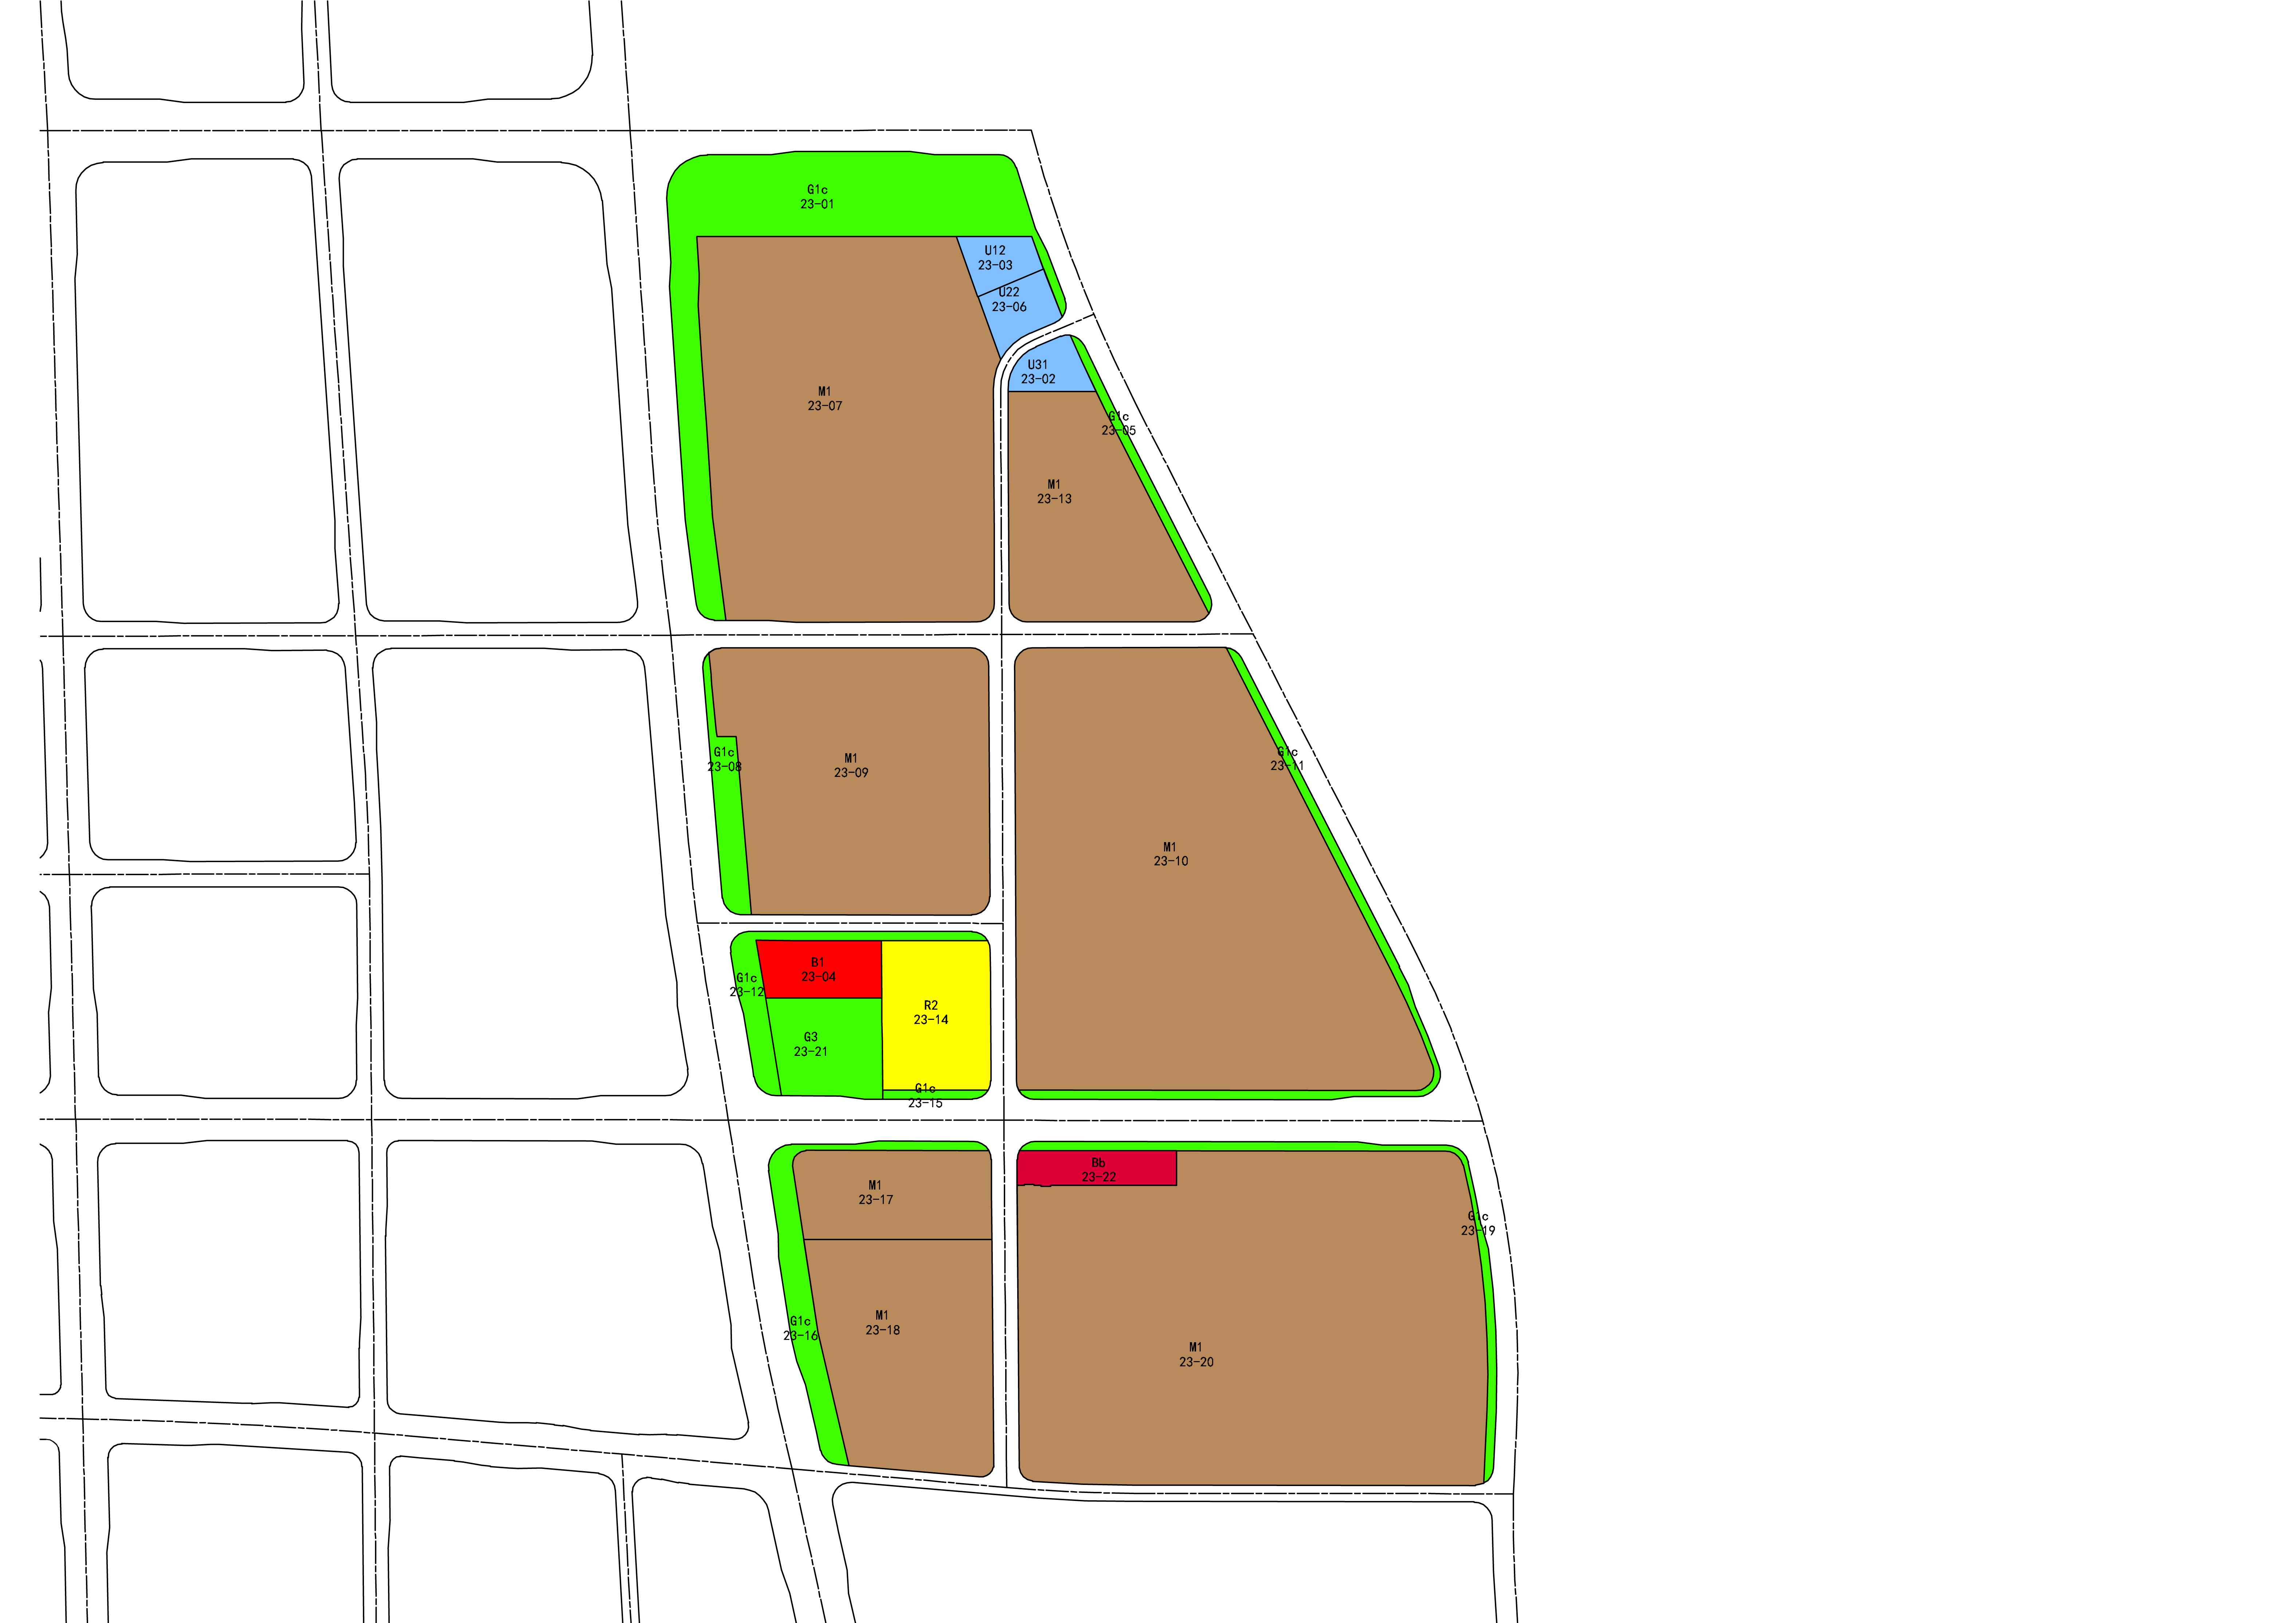 G1c
23-01
U12
23-03
U22
23-06
U31
23-02
M1
23-07
G1c
23-05
M1
23-13
G1c
23-08
M1
23-09
G1c
23-11
M1
23-10
B1
23-04
G1c
23-12
R2
23-14
G3
23-21
G1c
23-15
Bb
23-22
M1
23-17
G1c
23-19
M1
23-18
G1c
23-16
M1
23-20